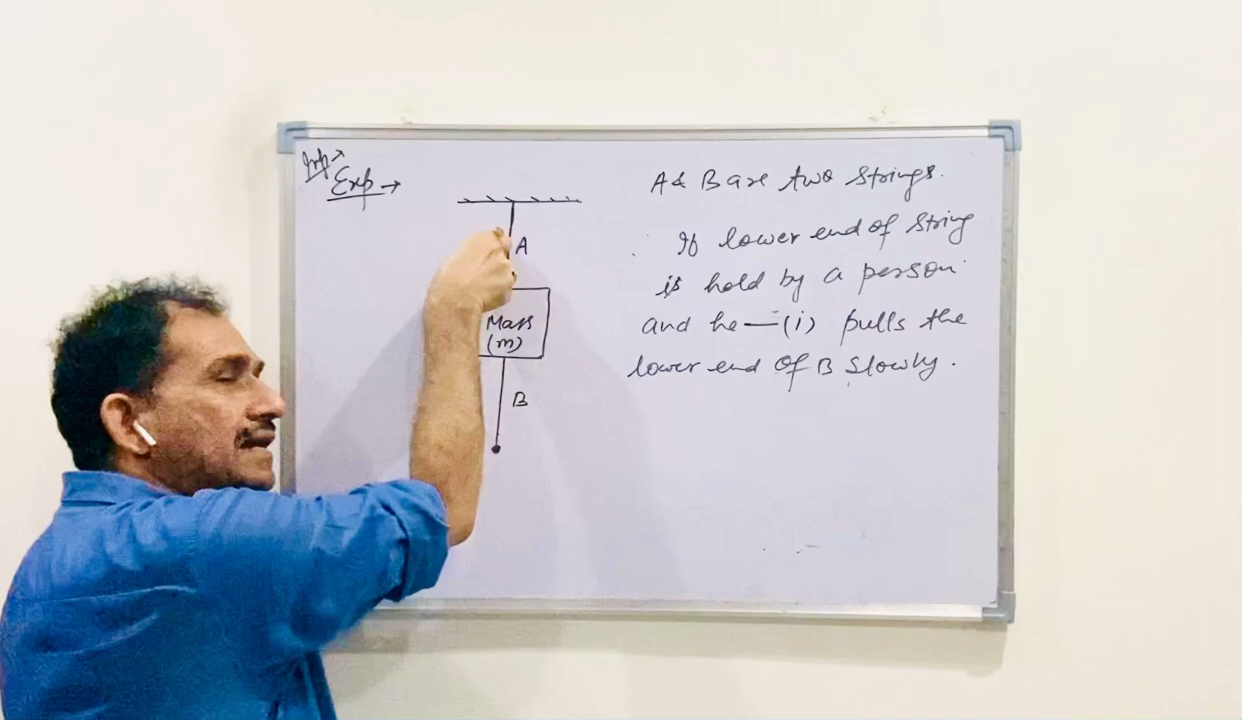 Imp →
Exp →
A & B are two strings.
If lower end of string
is hold by a person
and he — (i) pulls the
lower end of B slowly.
A
Mass
(m)
B